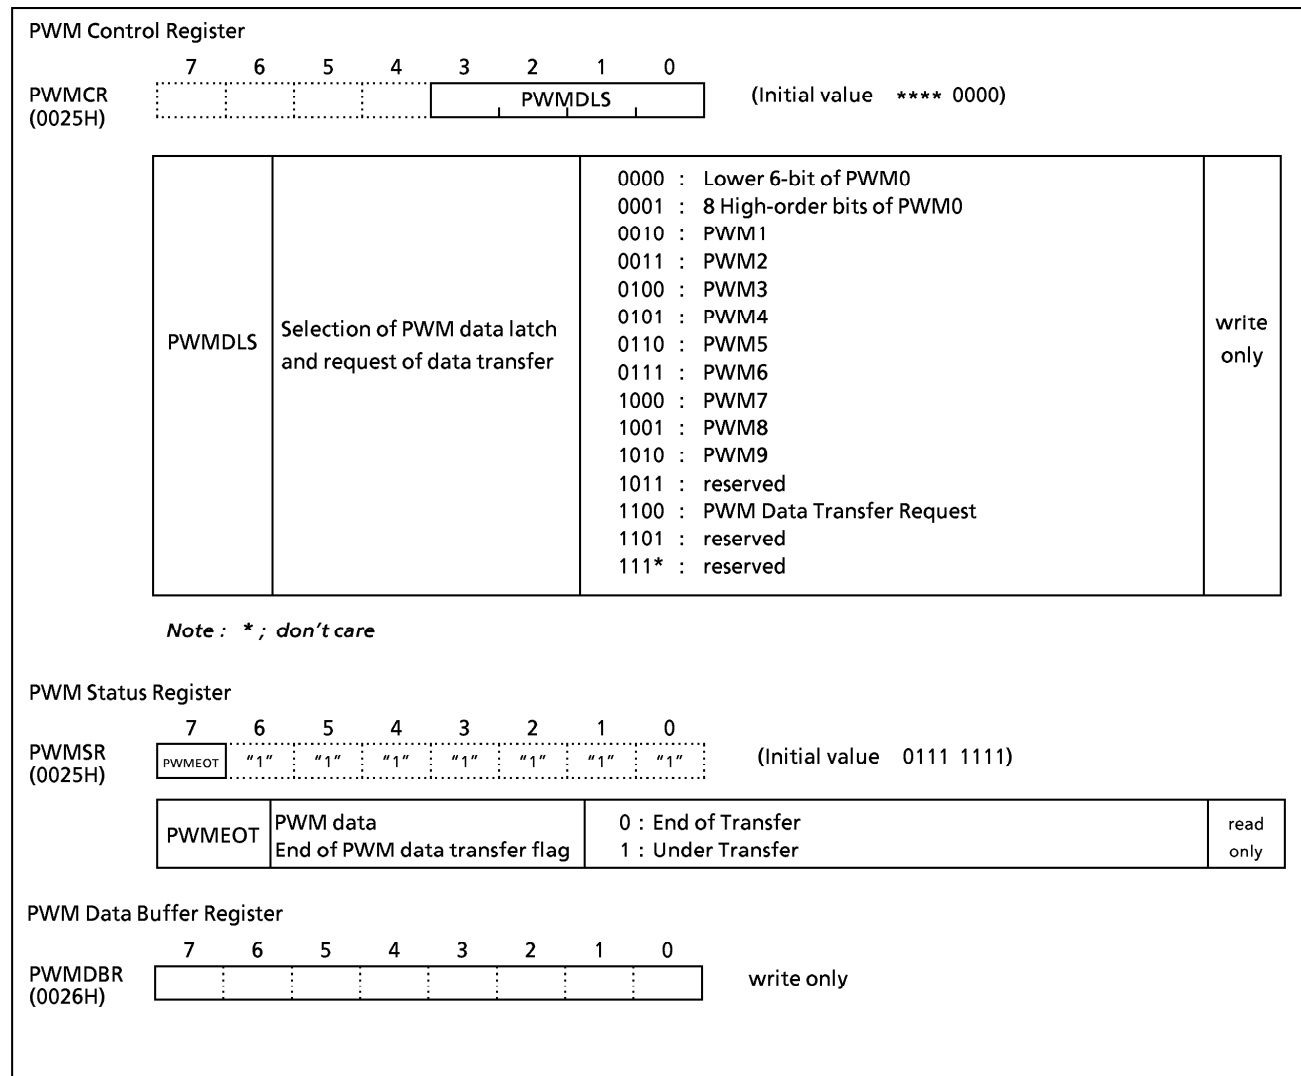 PWM Control Register
7 6 5 4 3 2 1 0
PWMCR
(0025H)
PWMDLS
(Initial value **** 0000)
PWMDLS
Selection of PWM data latch
and request of data transfer
0000 : Lower 6-bit of PWM0
0001 : 8 High-order bits of PWM0
0010 : PWM1
0011 : PWM2
0100 : PWM3
0101 : PWM4
0110 : PWM5
0111 : PWM6
1000 : PWM7
1001 : PWM8
1010 : PWM9
1011 : reserved
1100 : PWM Data Transfer Request
1101 : reserved
111* : reserved
write
only
Note : * ; don't care
PWM Status Register
7 6 5 4 3 2 1 0
PWMSR
(0025H)
PWMEOT "1" "1" "1" "1" "1" "1" "1"
(Initial value 0111 1111)
PWMEOT
PWM data
End of PWM data transfer flag
0 : End of Transfer
1 : Under Transfer
read
only
PWM Data Buffer Register
7 6 5 4 3 2 1 0
PWMDBR
(0026H)
write only